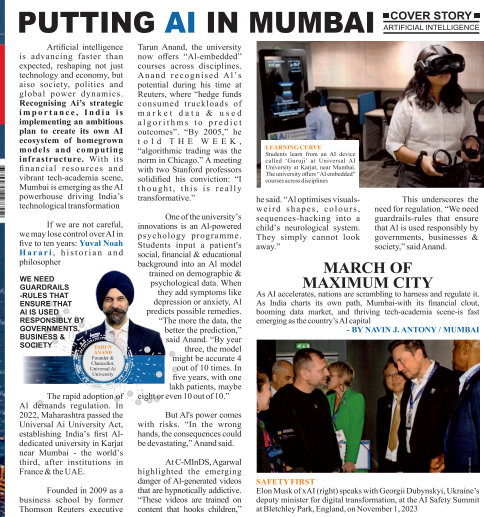 PUTTING AI IN MUMBAI
COVER STORY
ARTIFICIAL INTELLIGENCE
Artificial intelligence
is advancing faster than
expected, reshaping not just
technology and economy, but
also society, politics and
global power dynamics.
Recognising Ai's strategic
importance, India is
implementing an ambitious
plan to create its own AI
ecosystem of homegrown
models and computing
infrastructure. With its
financial resources and
vibrant tech-academia scene,
Mumbai is emerging as the AI
powerhouse driving India's
technological transformation
If we are not careful,
we may lose control over AI in
five to ten years: Yuval Noah
Harari, historian and
philosopher
WE NEED
GUARDRAILS
-RULES THAT
ENSURE THAT
AI IS USED
RESPONSIBLY BY
GOVERNMENTS,
BUSINESS &
SOCIETY
TARUN
ANAND
Founder &
Chancellor,
Universal Ai
University
The rapid adoption of
AI demands regulation. In
2022, Maharashtra passed the
Universal Ai University Act,
establishing India's first AI-
dedicated university in Karjat
near Mumbai - the world's
third, after institutions in
France & the UAE.
Founded in 2009 as a
business school by former
Thomson Reuters executive
Tarun Anand, the university
now offers “AI-embedded”
courses across disciplines.
Anand recognised AI's
potential during his time at
Reuters, where “hedge funds
consumed truckloads of
market data & used
algorithms to predict
outcomes”. “By 2005,” he
told THE WEEK,
“algorithmic trading was the
norm in Chicago.” A meeting
with two Stanford professors
solidified his conviction: “I
thought, this is really
transformative.”
One of the university's
innovations is an AI-powered
psychology programme.
Students input a patient's
social, financial & educational
background into an AI model
trained on demographic &
psychological data. When
they add symptoms like
depression or anxiety, AI
predicts possible remedies.
“The more the data, the
better the prediction,”
said Anand. “By year
three, the model
might be accurate 4
out of 10 times. In
five years, with one
lakh patients, maybe
eight or even 10 out of 10.”
But AI's power comes
with risks. “In the wrong
hands, the consequences could
be devastating,” Anand said.
At C-MInDS, Agarwal
highlighted the emerging
danger of AI-generated videos
that are hypnotically addictive.
“These videos are trained on
content that hooks children,”
LEARNING CURVE
Students learn from an AI device
called 'Guruji' at Universal AI
University at Karjat, near Mumbai.
The university offers “AI embedded”
courses across disciplines
he said. “AI optimises visuals-
weird shapes, colours,
sequences-hacking into a
child's neurological system.
They simply cannot look
away.”
This underscores the
need for regulation. “We need
guardrails-rules that ensure
that AI is used responsibly by
governments, businesses &
society,” said Anand.
MARCH OF
MAXIMUM CITY
As AI accelerates, nations are scrambling to harness and regulate it.
As India charts its own path, Mumbai-with its financial clout,
booming data market, and thriving tech-academia scene-is fast
emerging as the country's AI capital
- BY NAVIN J. ANTONY / MUMBAI
SAFETY FIRST
Elon Musk of xAI (right) speaks with Georgii Dubynskyi, Ukraine's
deputy minister for digital transformation, at the AI Safety Summit
at Bletchley Park, England, on November 1, 2023